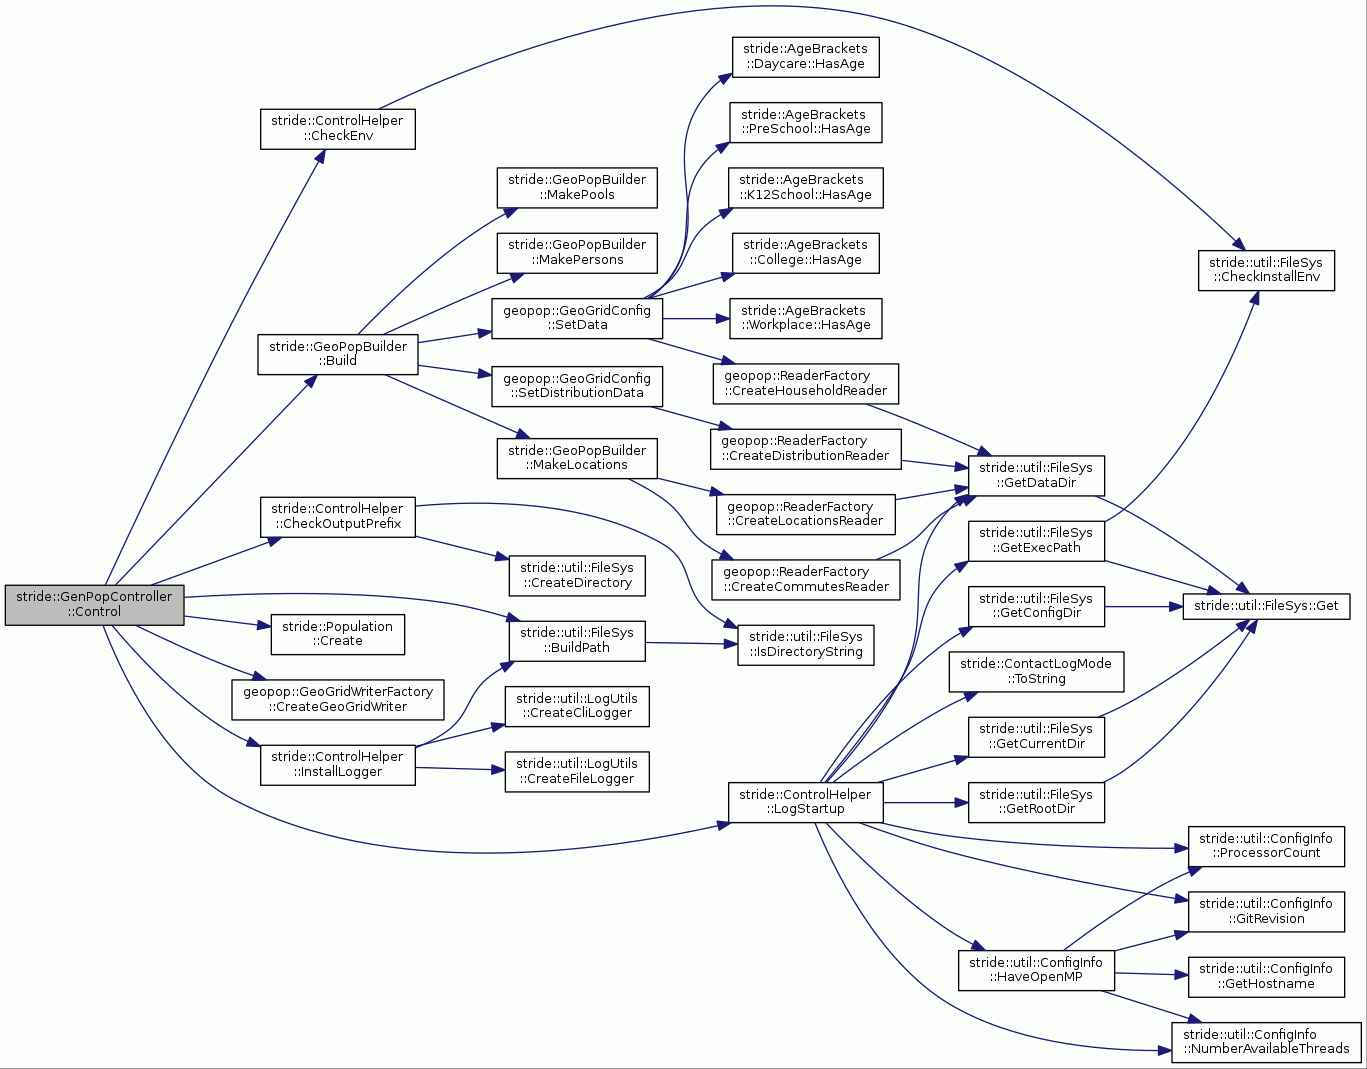 stride::AgeBrackets
::Daycare::HasAge
stride::ControlHelper
::CheckEnv
stride::AgeBrackets
::PreSchool::HasAge
stride::GeoPopBuilder
::MakePools
stride::AgeBrackets
::K12School::HasAge
stride::GeoPopBuilder
::MakePersons
stride::AgeBrackets
::College::HasAge
stride::util::FileSys
::CheckInstallEnv
geopop::GeoGridConfig
::SetData
stride::AgeBrackets
::Workplace::HasAge
stride::GeoPopBuilder
::Build
geopop::GeoGridConfig
::SetDistributionData
geopop::ReaderFactory
::CreateHouseholdReader
stride::GeoPopBuilder
::MakeLocations
geopop::ReaderFactory
::CreateDistributionReader
stride::util::FileSys
::GetDataDir
stride::ControlHelper
::CheckOutputPrefix
geopop::ReaderFactory
::CreateLocationsReader
stride::util::FileSys
::GetExecPath
stride::util::FileSys
::CreateDirectory
geopop::ReaderFactory
::CreateCommutesReader
stride::GenPopController
::Control
stride::util::FileSys
::GetConfigDir
stride::util::FileSys::Get
stride::Population
::Create
stride::util::FileSys
::BuildPath
stride::util::FileSys
::IsDirectoryString
stride::ContactLogMode
::ToString
geopop::GeoGridWriterFactory
::CreateGeoGridWriter
stride::util::LogUtils
::CreateCliLogger
stride::util::FileSys
::GetCurrentDir
stride::ControlHelper
::InstallLogger
stride::util::LogUtils
::CreateFileLogger
stride::ControlHelper
::LogStartup
stride::util::FileSys
::GetRootDir
stride::util::ConfigInfo
::ProcessorCount
stride::util::ConfigInfo
::GitRevision
stride::util::ConfigInfo
::HaveOpenMP
stride::util::ConfigInfo
::GetHostname
stride::util::ConfigInfo
::NumberAvailableThreads